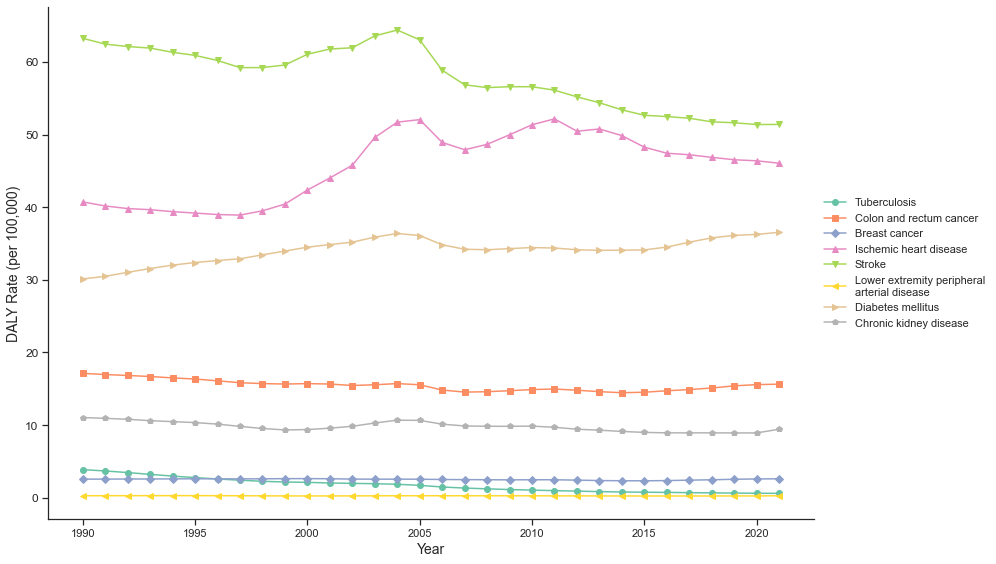 DALY Rate (per 100,000)
60
50
40
30
20
10
0
1990
1995
2000
2005
2010
2015
2020
Year
Tuberculosis
Colon and rectum cancer
Breast cancer
Ischemic heart disease
Stroke
Lower extremity peripheral
arterial disease
Diabetes mellitus
Chronic kidney disease